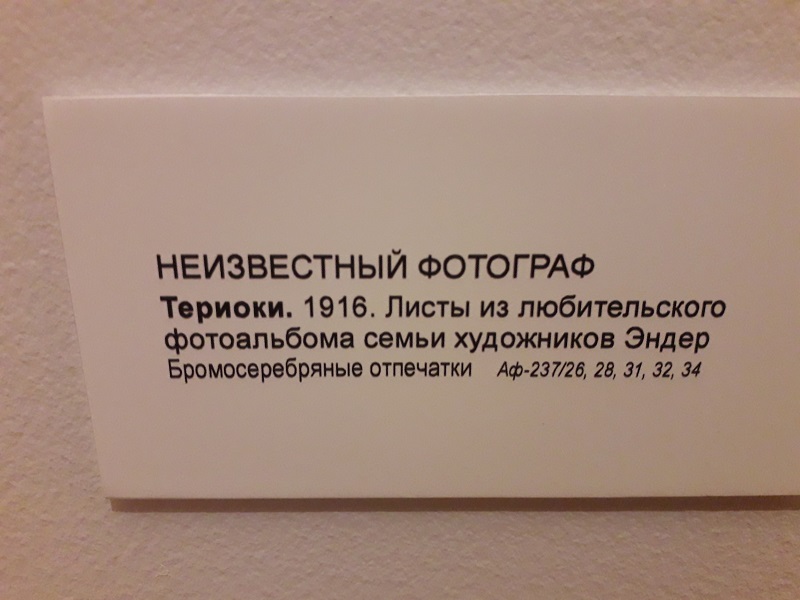 НЕИЗВЕСТНЫЙ ФОТОГРАФ
Териоки. 1916. Листы из любительского
фотоальбома семьи художников Эндер
Бромосеребряные отпечатки Аф-237/26, 28, 31, 32, 34